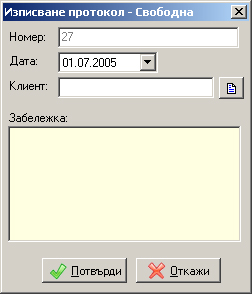 Изписване протокол - Свободна
Номер: 27
Дата: 01.07.2005
Клиент:
Забележка:
Потвърди Откажи